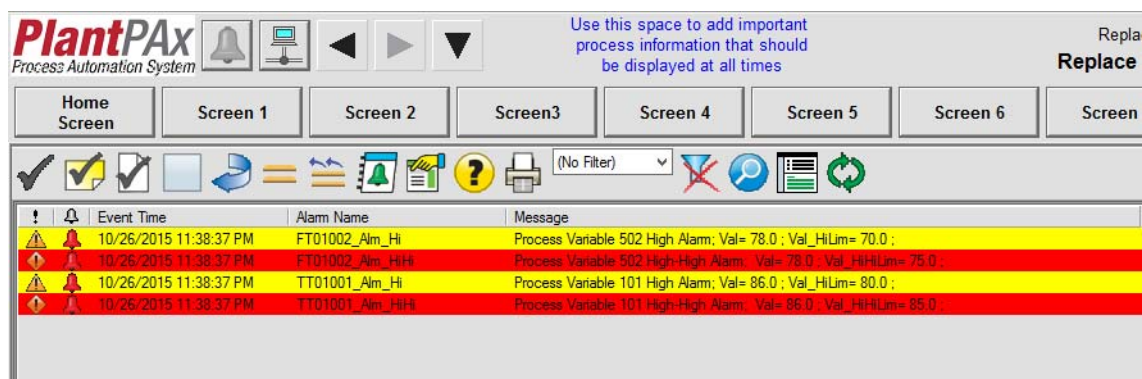 PlantPAx
Process Automation System
Use this space to add important
process information that should
be displayed at all times
Repla
Replace
Home
Screen
Screen 1
Screen 2
Screen3
Screen 4
Screen 5
Screen 6
Screen
(No Filter)
! Event Time Alarm Name Message
10/26/2015 11:38:37 PM FT01002_Alm_Hi Process Variable 502 High Alarm; Val= 78.0 ; Val_HiLim= 70.0 ;
10/26/2015 11:38:37 PM FT01002_Alm_HiHi Process Variable 502 High-High Alarm; Val= 78.0 ; Val_HiHiLim= 75.0 ;
10/26/2015 11:38:37 PM TT01001_Alm_Hi Process Variable 101 High Alarm; Val= 86.0 ; Val_HiLim= 80.0 ;
10/26/2015 11:38:37 PM TT01001_Alm_HiHi Process Variable 101 High-High Alarm; Val= 86.0 ; Val_HiHiLim= 85.0 ;